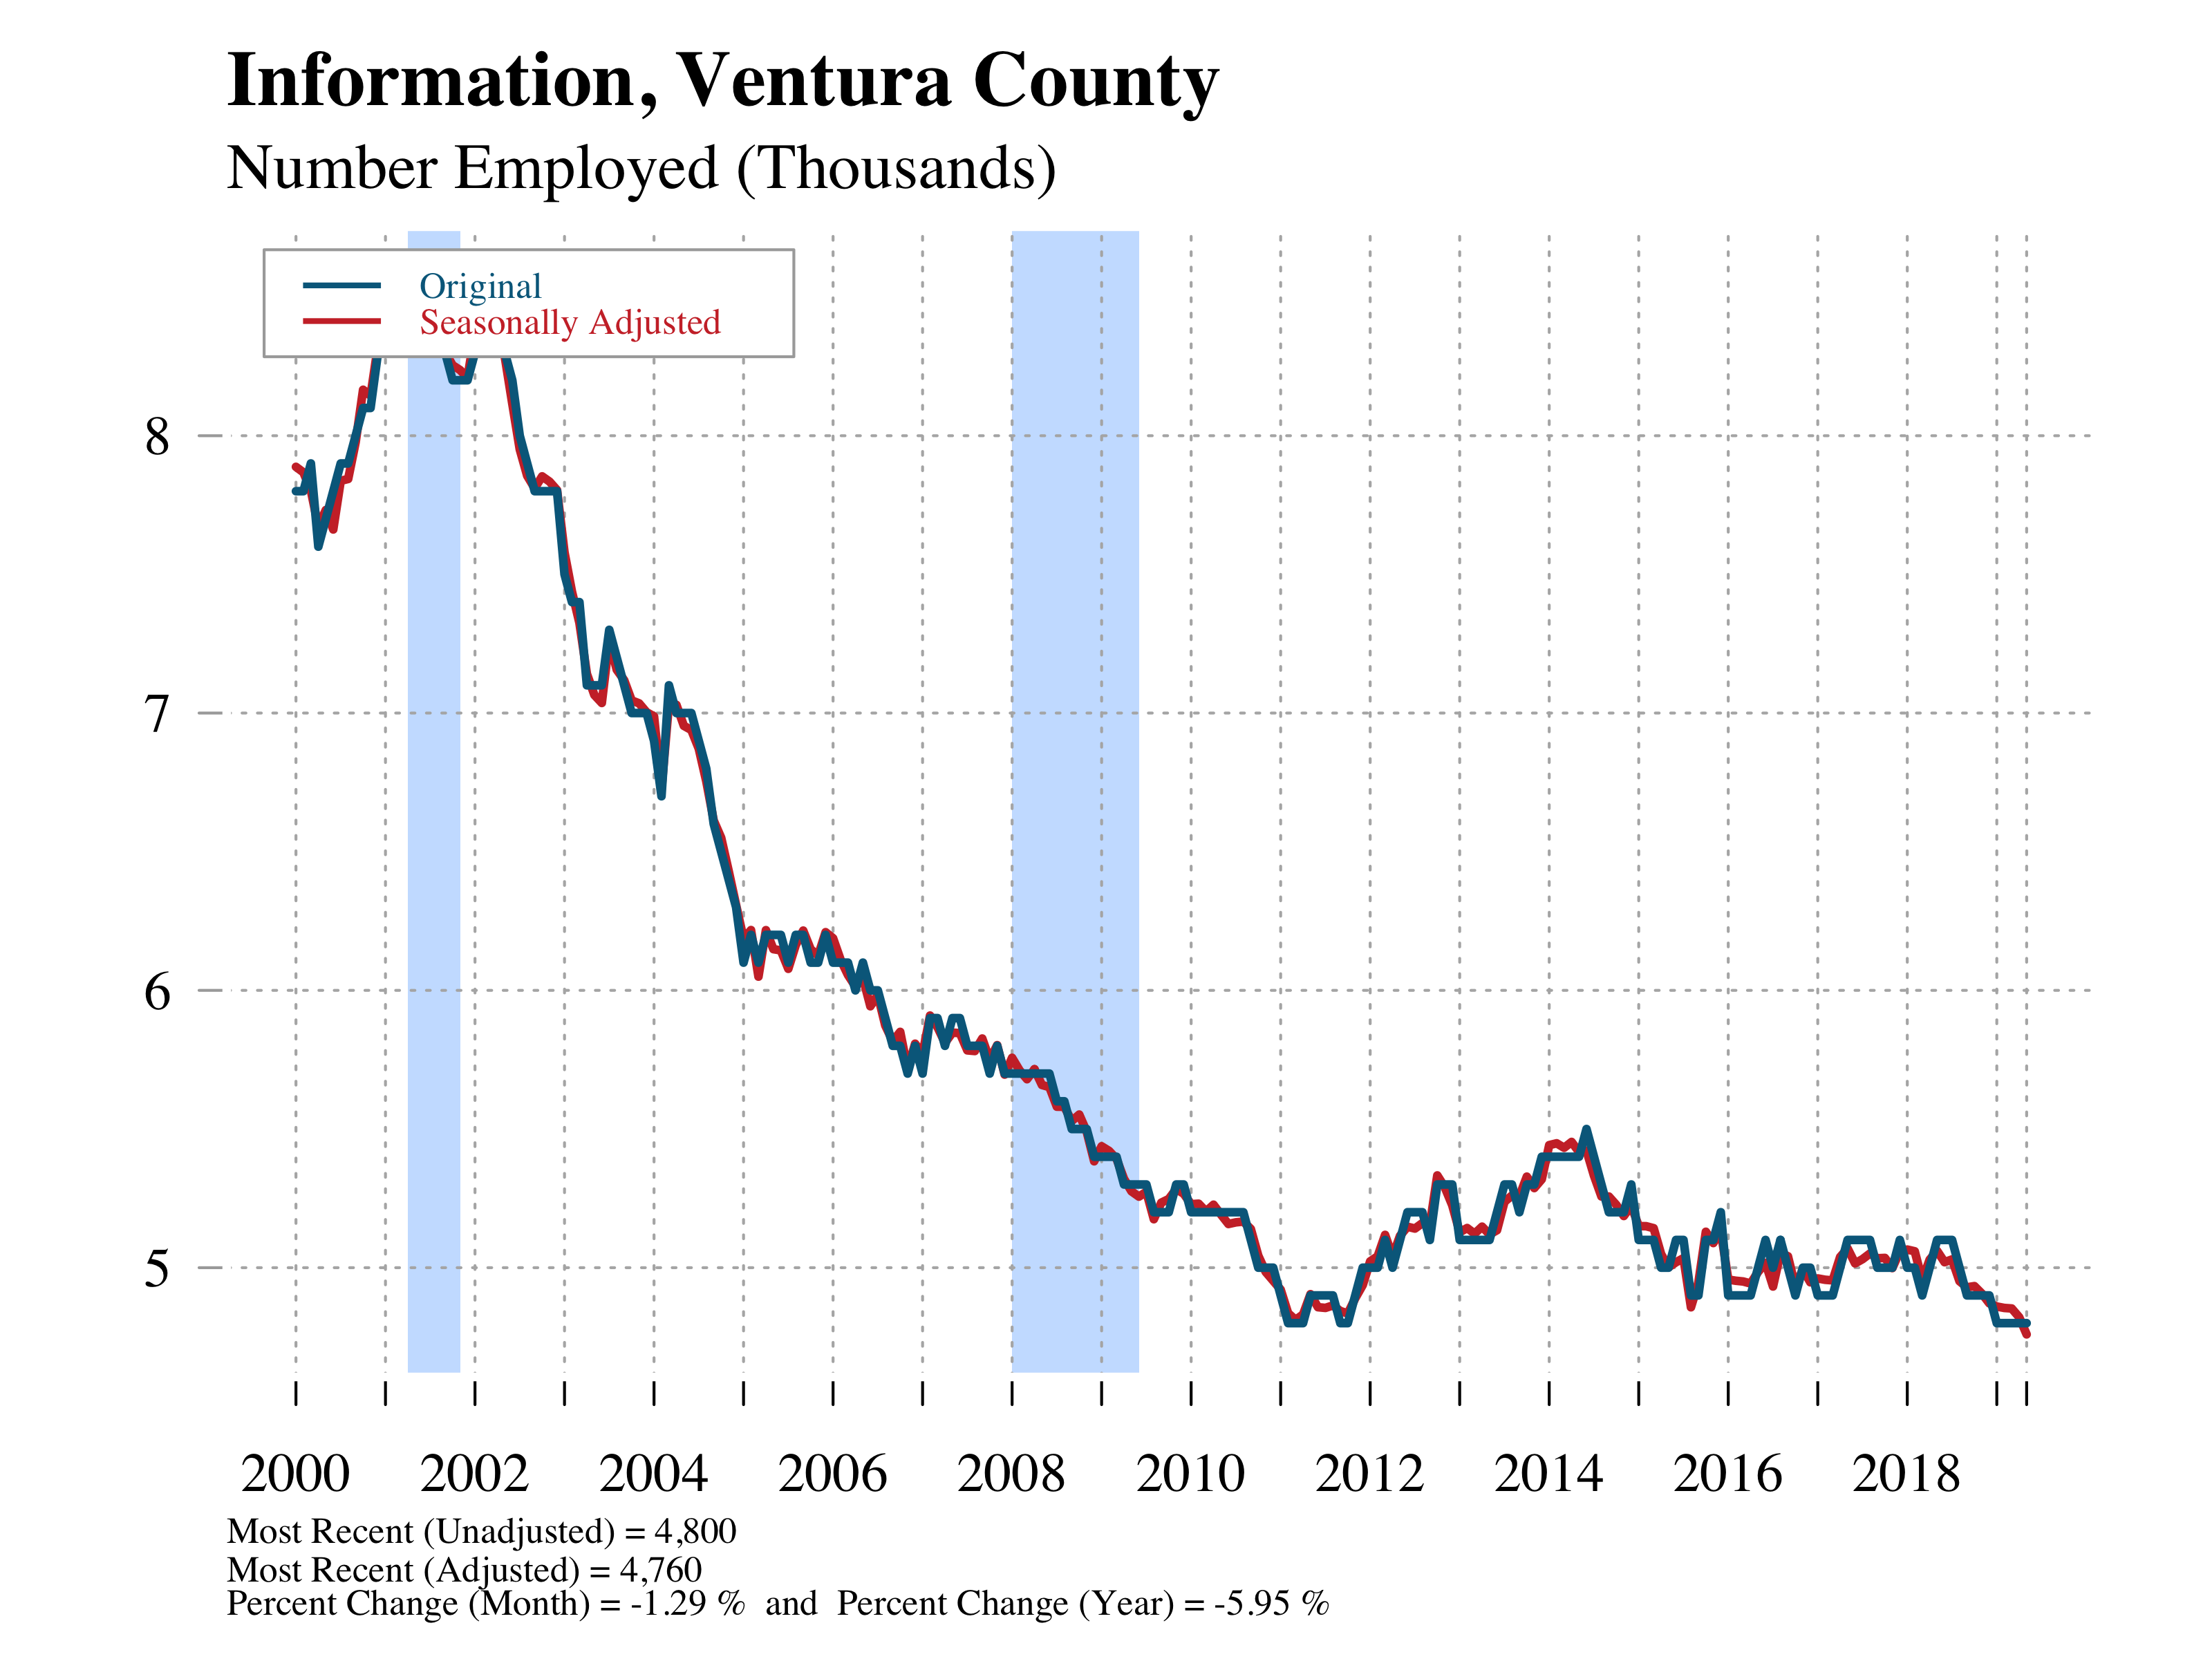 Information, Ventura County
Number Employed (Thousands)
Original
Seasonally Adjusted
8
7
6
5
2000 2002 2004 2006 2008 2010 2012 2014 2016 2018
Most Recent (Unadjusted) = 4,800
Most Recent (Adjusted) = 4,760
Percent Change (Month) = -1.29 % and Percent Change (Year) = -5.95 %